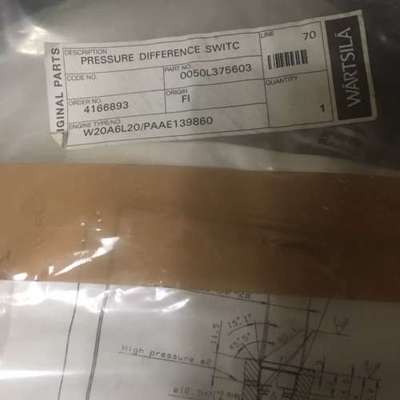 ORIGINAL PARTS
WÄRTSILÄ
DESCRIPTION
PRESSURE DIFFERENCE SWITC
LINE 70
CODE NO.
PART NO.
0050L375603
ORDER NO.
4166893
ORIGIN
FI
QUANTITY
1
ENGINE TYPE/NO.
W20A6L20/PAAE139860
15°
High pressure